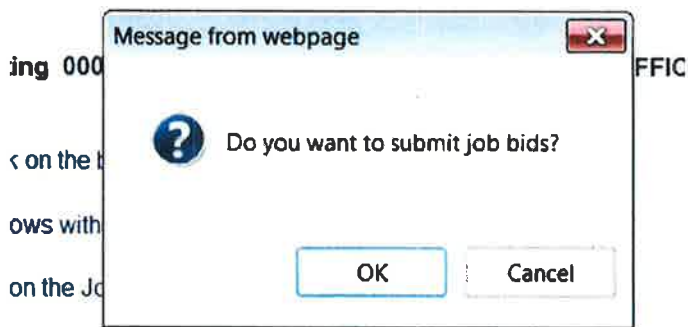 Message from webpage
ing 000
FFIC
Do you want to submit job bids?
on the
ows with
on the Jo
OK
Cancel